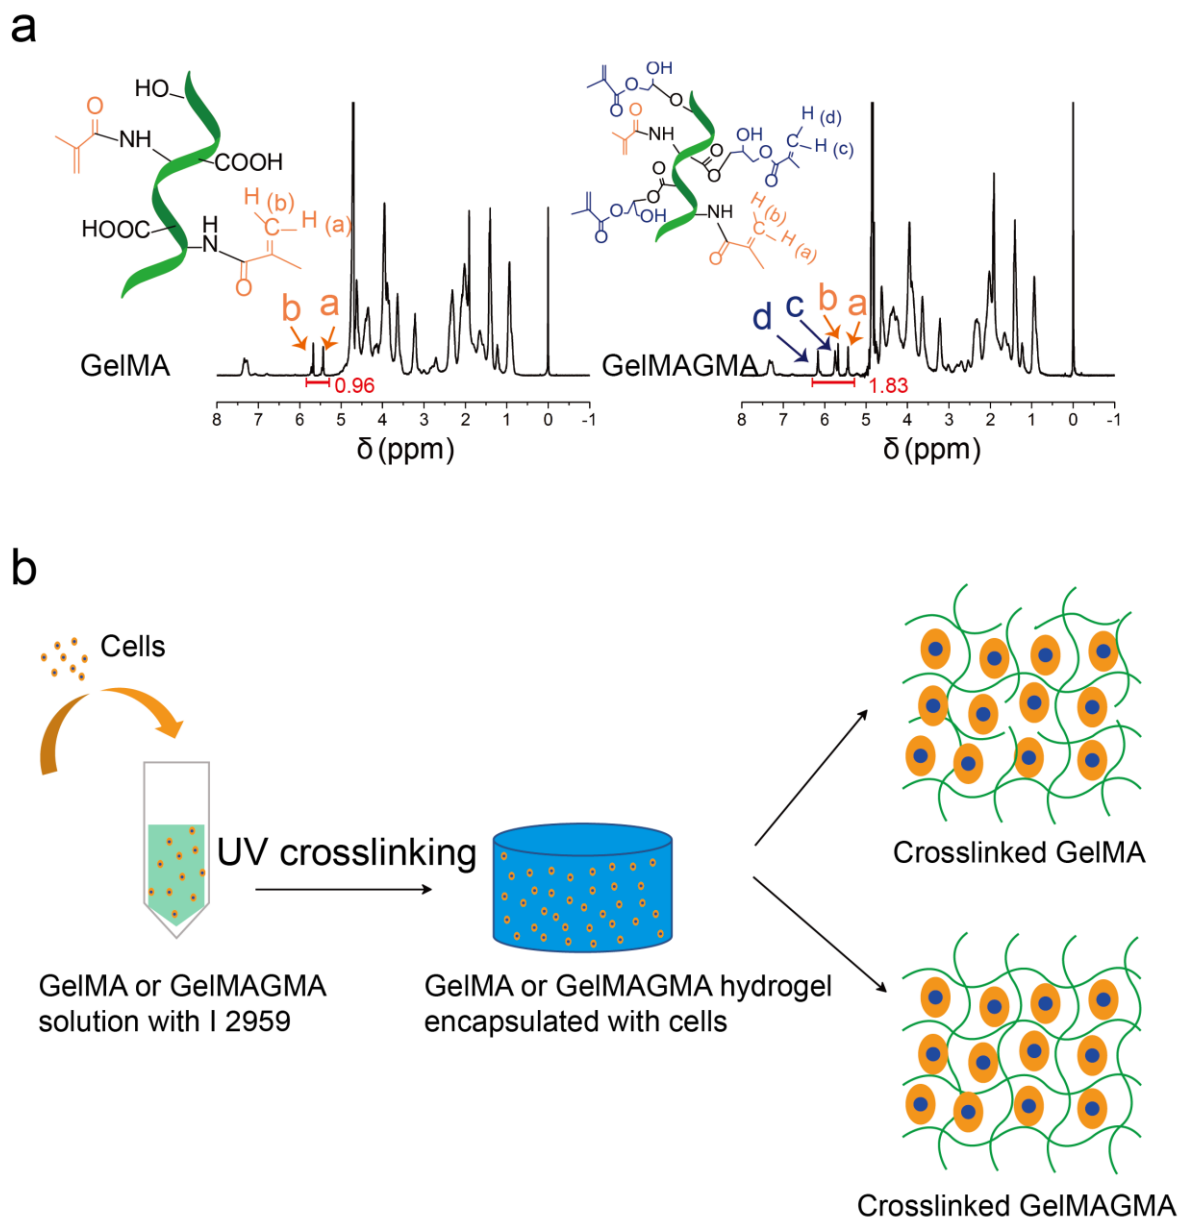 a
HO
O
NH
COOH
H (b)
H (a)
C
HOOC
N
H
O
b
a
GelMA
0.96
8 7 6 5 4 3 2 1 0 -1
δ (ppm)
OH
O
O
O
O
NH
O
OH
O
O
O
C
H (d)
H (c)
O
O
O
O
OH
O
NH
O
H (b)
C
H (a)
d
c
b
a
GelMAGMA
1.83
8 7 6 5 4 3 2 1 0 -1
δ (ppm)
b
Cells
UV crosslinking
GelMA or GelMAGMA
solution with I 2959
GelMA or GelMAGMA hydrogel
encapsulated with cells
Crosslinked GelMA
Crosslinked GelMAGMA